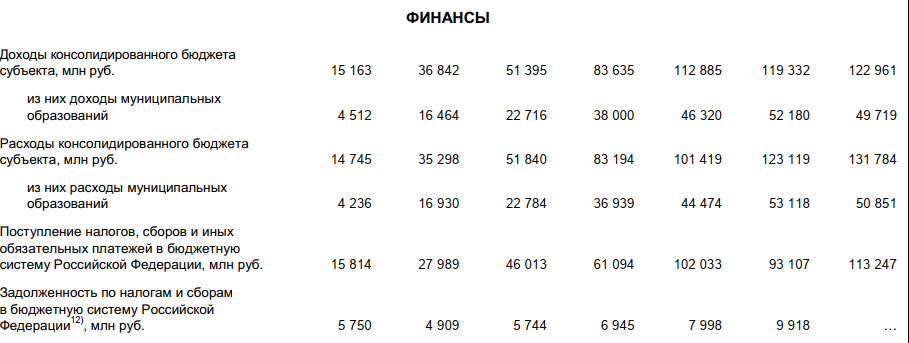 ФИНАНСЫ
Доходы консолидированного бюджета
субъекта, млн руб. 15 163 36 842 51 395 83 635 112 885 119 332 122 961
из них доходы муниципальных
образований 4 512 16 464 22 716 38 000 46 320 52 180 49 719
Расходы консолидированного бюджета
субъекта, млн руб. 14 745 35 298 51 840 83 194 101 419 123 119 131 784
из них расходы муниципальных
образований 4 236 16 930 22 784 36 939 44 474 53 118 50 851
Поступление налогов, сборов и иных
обязательных платежей в бюджетную
систему Российской Федерации, млн руб. 15 814 27 989 46 013 61 094 102 033 93 107 113 247
Задолженность по налогам и сборам
в бюджетную систему Российской
Федерации12), млн руб. 5 750 4 909 5 744 6 945 7 998 9 918 …